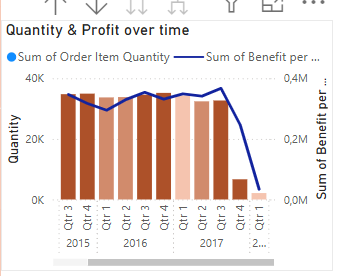 Quantity & Profit over time
Sum of Order Item Quantity Sum of Benefit per ...
40K 0,4M
20K 0,2M
0K 0,0M
Quantity
Sum of Benefit per ...
Qtr 3 Qtr 4 Qtr 1 Qtr 2 Qtr 3 Qtr 4 Qtr 1 Qtr 2 Qtr 3 Qtr 4 Qtr 1
2015 2016 2017 2...